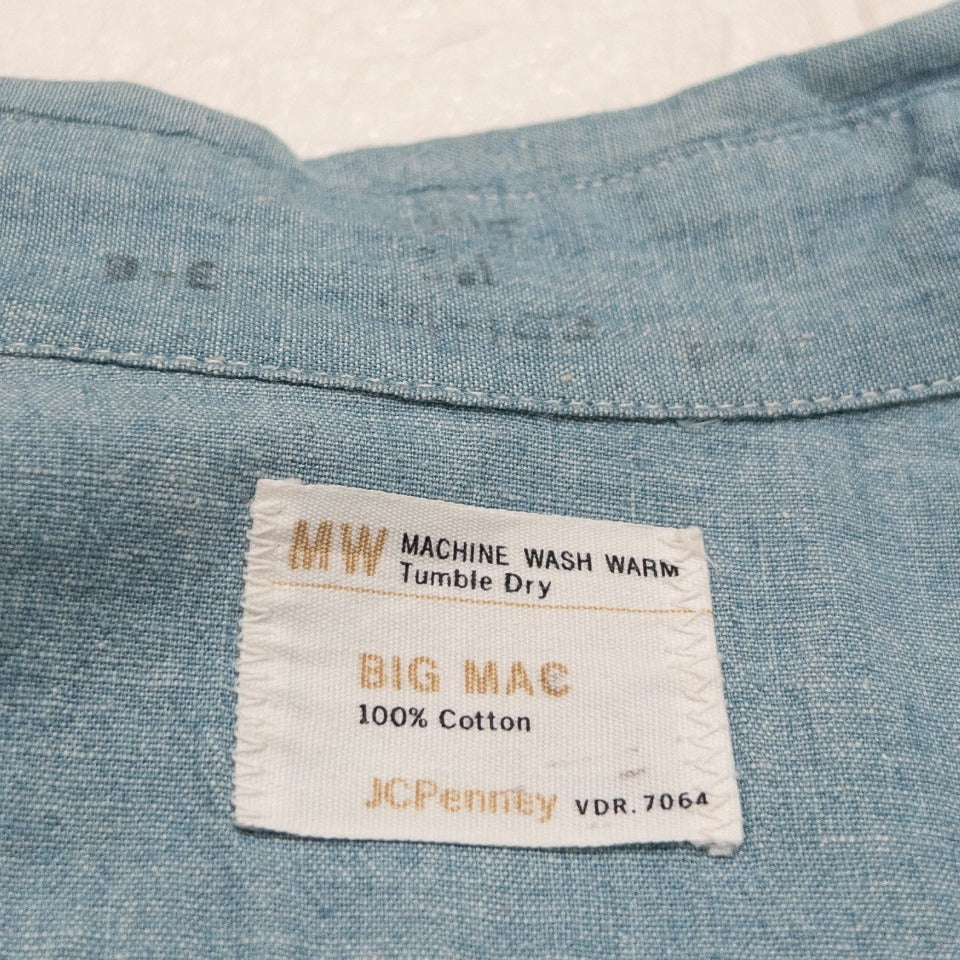 MW MACHINE WASH WARM
Tumble Dry
BIG MAC
100% Cotton
JCPenney VDR. 7064